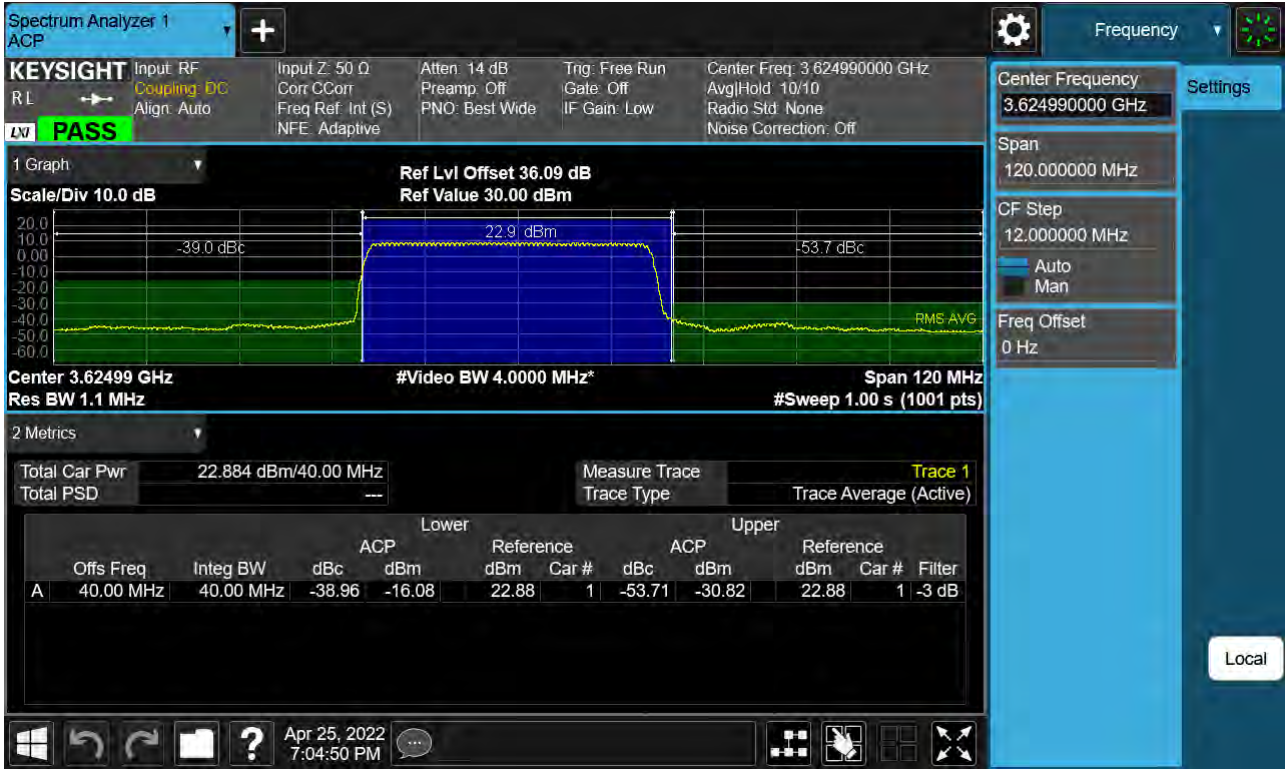 Spectrum Analyzer 1
ACP
Frequency
KEYSIGHT
RL
LXI
PASS
Input: RF
Coupling: DC
Align: Auto
Input Z: 50 Ω
Corr CCorr
Freq Ref: Int (S)
NFE: Adaptive
Atten: 14 dB
Preamp: Off
PNO: Best Wide
Trig: Free Run
Gate: Off
IF Gain: Low
Center Freq: 3.624990000 GHz
Avg|Hold: 10/10
Radio Std: None
Noise Correction: Off
Center Frequency
3.624990000 GHz
Settings
Span
120.000000 MHz
CF Step
12.000000 MHz
Auto
Man
Freq Offset
0 Hz
Local
1 Graph
Scale/Div 10.0 dB
Ref Lvl Offset 36.09 dB
Ref Value 30.00 dBm
20.0
10.0
0.00
-10.0
-20.0
-30.0
-40.0
-50.0
-60.0
-39.0 dBc
22.9 dBm
-53.7 dBc
RMS AVG
Center 3.62499 GHz
#Video BW 4.0000 MHz*
Span 120 MHz
Res BW 1.1 MHz
#Sweep 1.00 s (1001 pts)
2 Metrics
Total Car Pwr 22.884 dBm/40.00 MHz
Total PSD ---
Measure Trace Trace 1
Trace Type Trace Average (Active)
Lower Upper
ACP Reference ACP Reference
Offs Freq Integ BW dBc dBm dBm Car # dBc dBm dBm Car # Filter
A 40.00 MHz 40.00 MHz -38.96 -16.08 22.88 1 -53.71 -30.82 22.88 1 -3 dB
Apr 25, 2022
7:04:50 PM